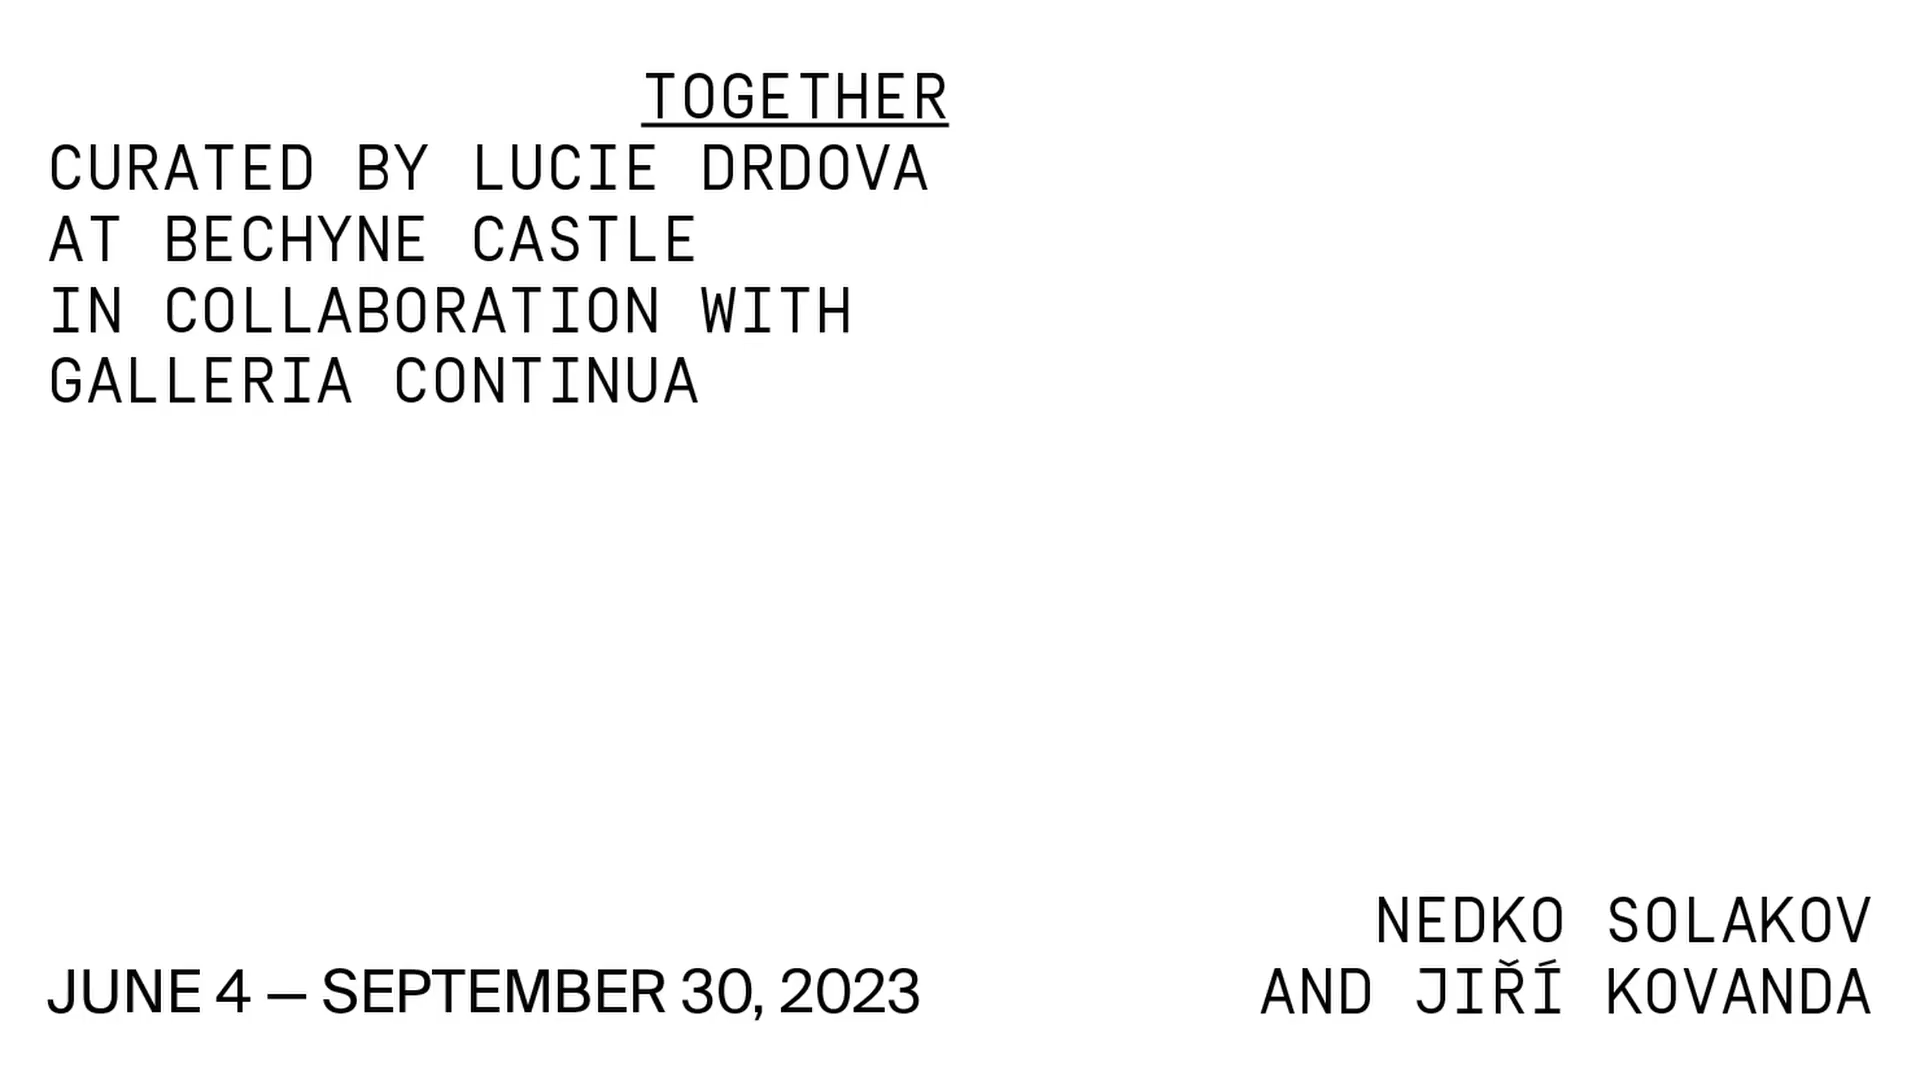 TOGETHER
CURATED BY LUCIE DRDOVA
AT BECHYNE CASTLE
IN COLLABORATION WITH
GALLERIA CONTINUA
NEDKO SOLAKOV
AND JIŘÍ KOVANDA
JUNE 4 — SEPTEMBER 30, 2023